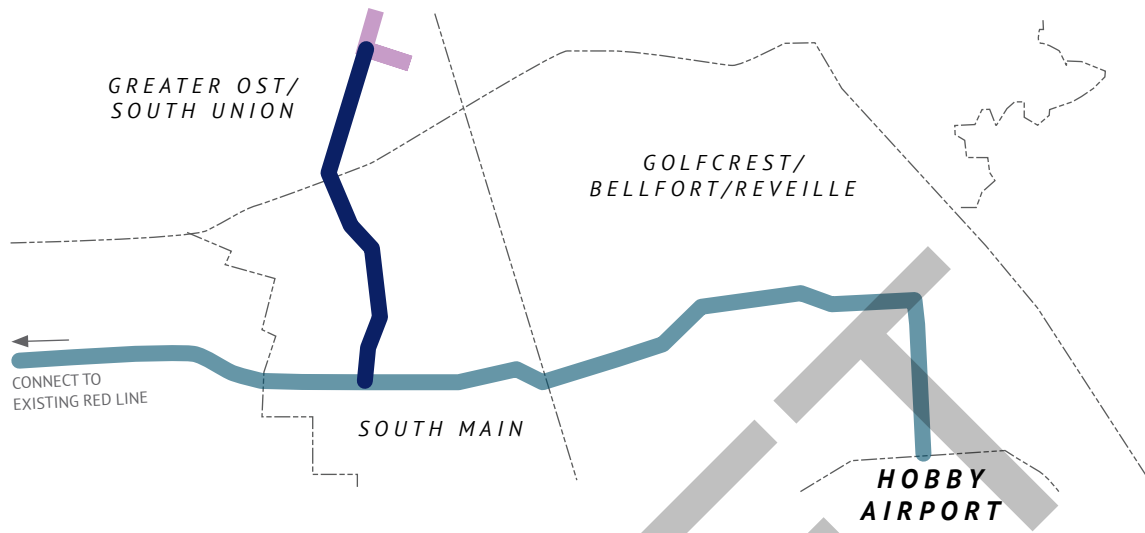 GREATER OST/
SOUTH UNION
GOLFCREST/
BELLFORT/REVEILLE
CONNECT TO
EXISTING RED LINE
SOUTH MAIN
HOBBY
AIRPORT